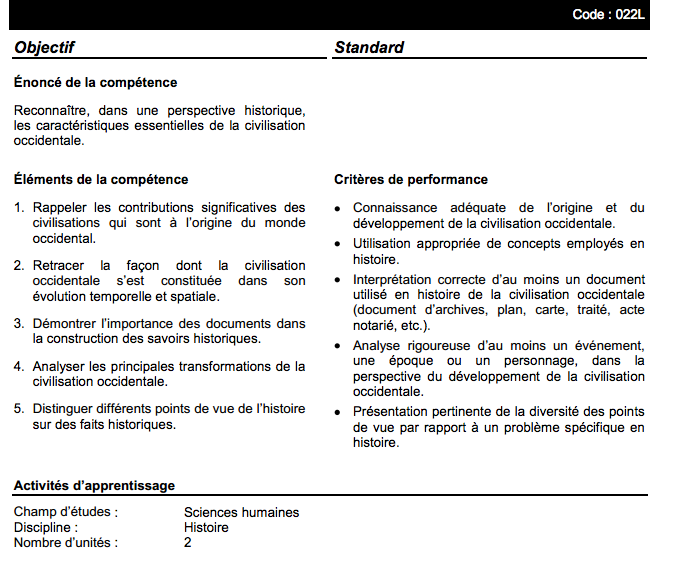 Code : 022L
Objectif
Standard
Énoncé de la compétence
Reconnaître, dans une perspective historique,
les caractéristiques essentielles de la civilisation
occidentale.
Éléments de la compétence
1. Rappeler les contributions significatives des
civilisations qui sont à l'origine du monde
occidental.
2. Retracer la façon dont la civilisation
occidentale s'est constituée dans son
évolution temporelle et spatiale.
3. Démontrer l'importance des documents dans
la construction des savoirs historiques.
4. Analyser les principales transformations de la
civilisation occidentale.
5. Distinguer différents points de vue de l'histoire
sur des faits historiques.
Critères de performance
• Connaissance adéquate de l'origine et du
développement de la civilisation occidentale.
• Utilisation appropriée de concepts employés en
histoire.
• Interprétation correcte d'au moins un document
utilisé en histoire de la civilisation occidentale
(document d'archives, plan, carte, traité, acte
notarié, etc.).
• Analyse rigoureuse d'au moins un événement,
une époque ou un personnage, dans la
perspective du développement de la civilisation
occidentale.
• Présentation pertinente de la diversité des points
de vue par rapport à un problème spécifique en
histoire.
Activités d'apprentissage
Champ d'études : Sciences humaines
Discipline : Histoire
Nombre d'unités : 2